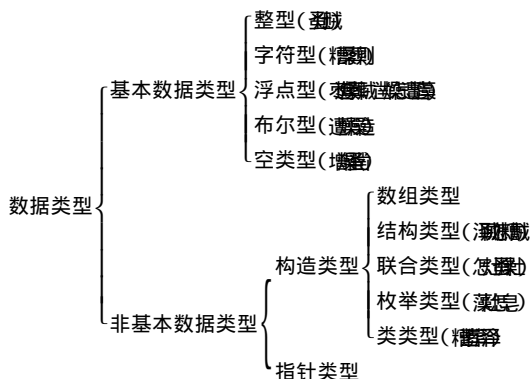 整型(
字符型(
基本数据类型
浮点型(
布尔型(
空类型(
数据类型
数组类型
结构类型(
构造类型
联合类型(
枚举类型(
非基本数据类型
类类型(
指针类型